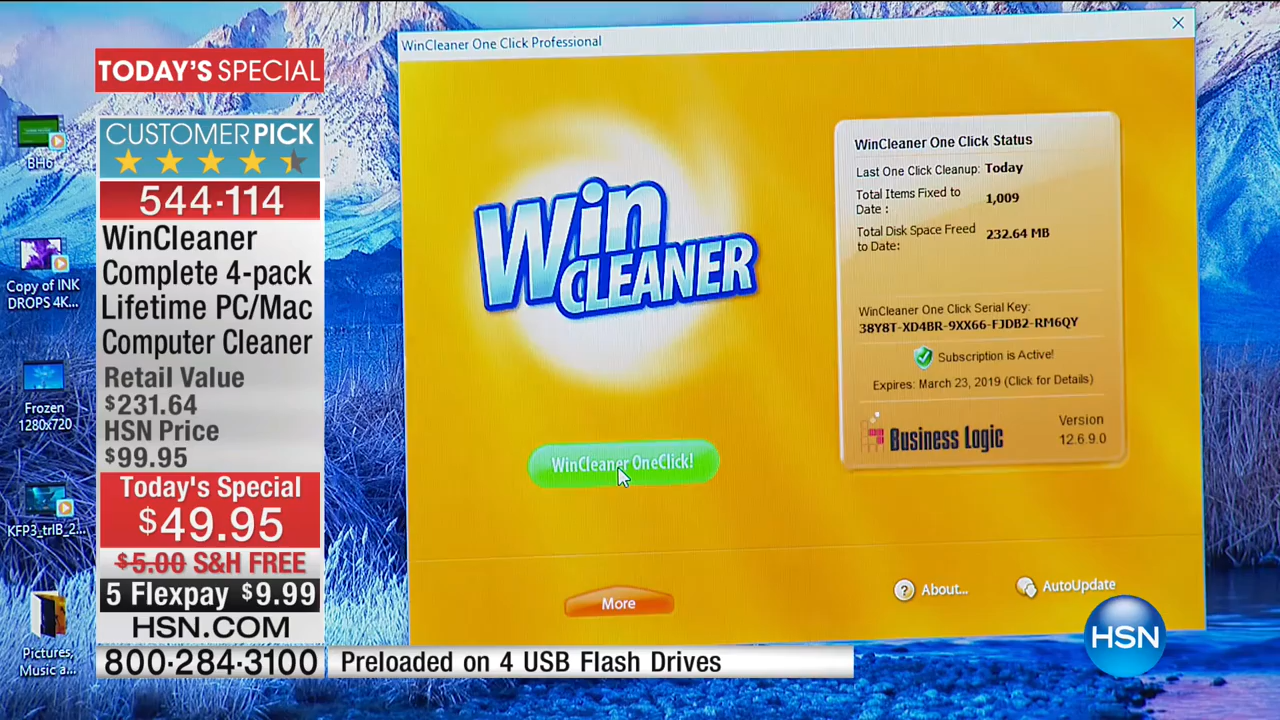 TODAY'S SPECIAL
CUSTOMER PICK
544-114
WinCleaner
Complete 4-pack
Lifetime PC/Mac
Computer Cleaner
Retail Value
$231.64
HSN Price
$99.95
Today's Special
$49.95
$5.00 S&H FREE
5 Flexpay $9.99
HSN.COM
800-284-3100
Preloaded on 4 USB Flash Drives
BH6
Copy of INK
DROPS 4K...
Frozen
1280x720
KFP3_trlB_2...
Pictures,
Music a...
WinCleaner One Click Professional
Win
CLEANER
WinCleaner OneClick!
More
WinCleaner One Click Status
Last One Click Cleanup: Today
Total Items Fixed to
Date : 1,009
Total Disk Space Freed
to Date: 232.64 MB
WinCleaner One Click Serial Key:
38Y8T-XD4BR-9XX66-FJDB2-RM6QY
Subscription is Active!
Expires: March 23, 2019 (Click for Details)
Business Logic
Version
12.6.9.0
? About...
AutoUpdate
HSN